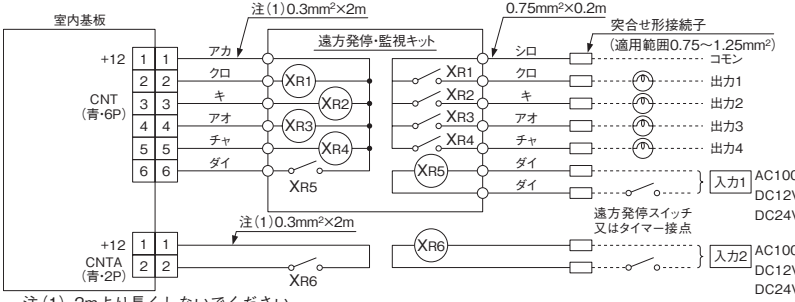 室内基板
注(1)0.3mm²×2m
0.75mm²×0.2m
突合せ形接続子
(適用範囲0.75～1.25mm²)
遠方発停・監視キット
+12
CNT
(青・6P)
1 1
2 2
3 3
4 4
5 5
6 6
アカ
クロ
キ
アオ
チャ
ダイ
XR1
XR2
XR3
XR4
XR5
XR1
XR2
XR3
XR4
XR5
シロ
クロ
キ
アオ
チャ
ダイ
ダイ
コモン
出力1
出力2
出力3
出力4
入力1
AC100
DC12V
DC24V
遠方発停スイッチ
又はタイマー接点
注(1)0.3mm²×2m
+12
CNTA
(青・2P)
1 1
2 2
XR6
XR6
入力2
AC100
DC12V
DC24V
注(1) 2mより長くしないでください